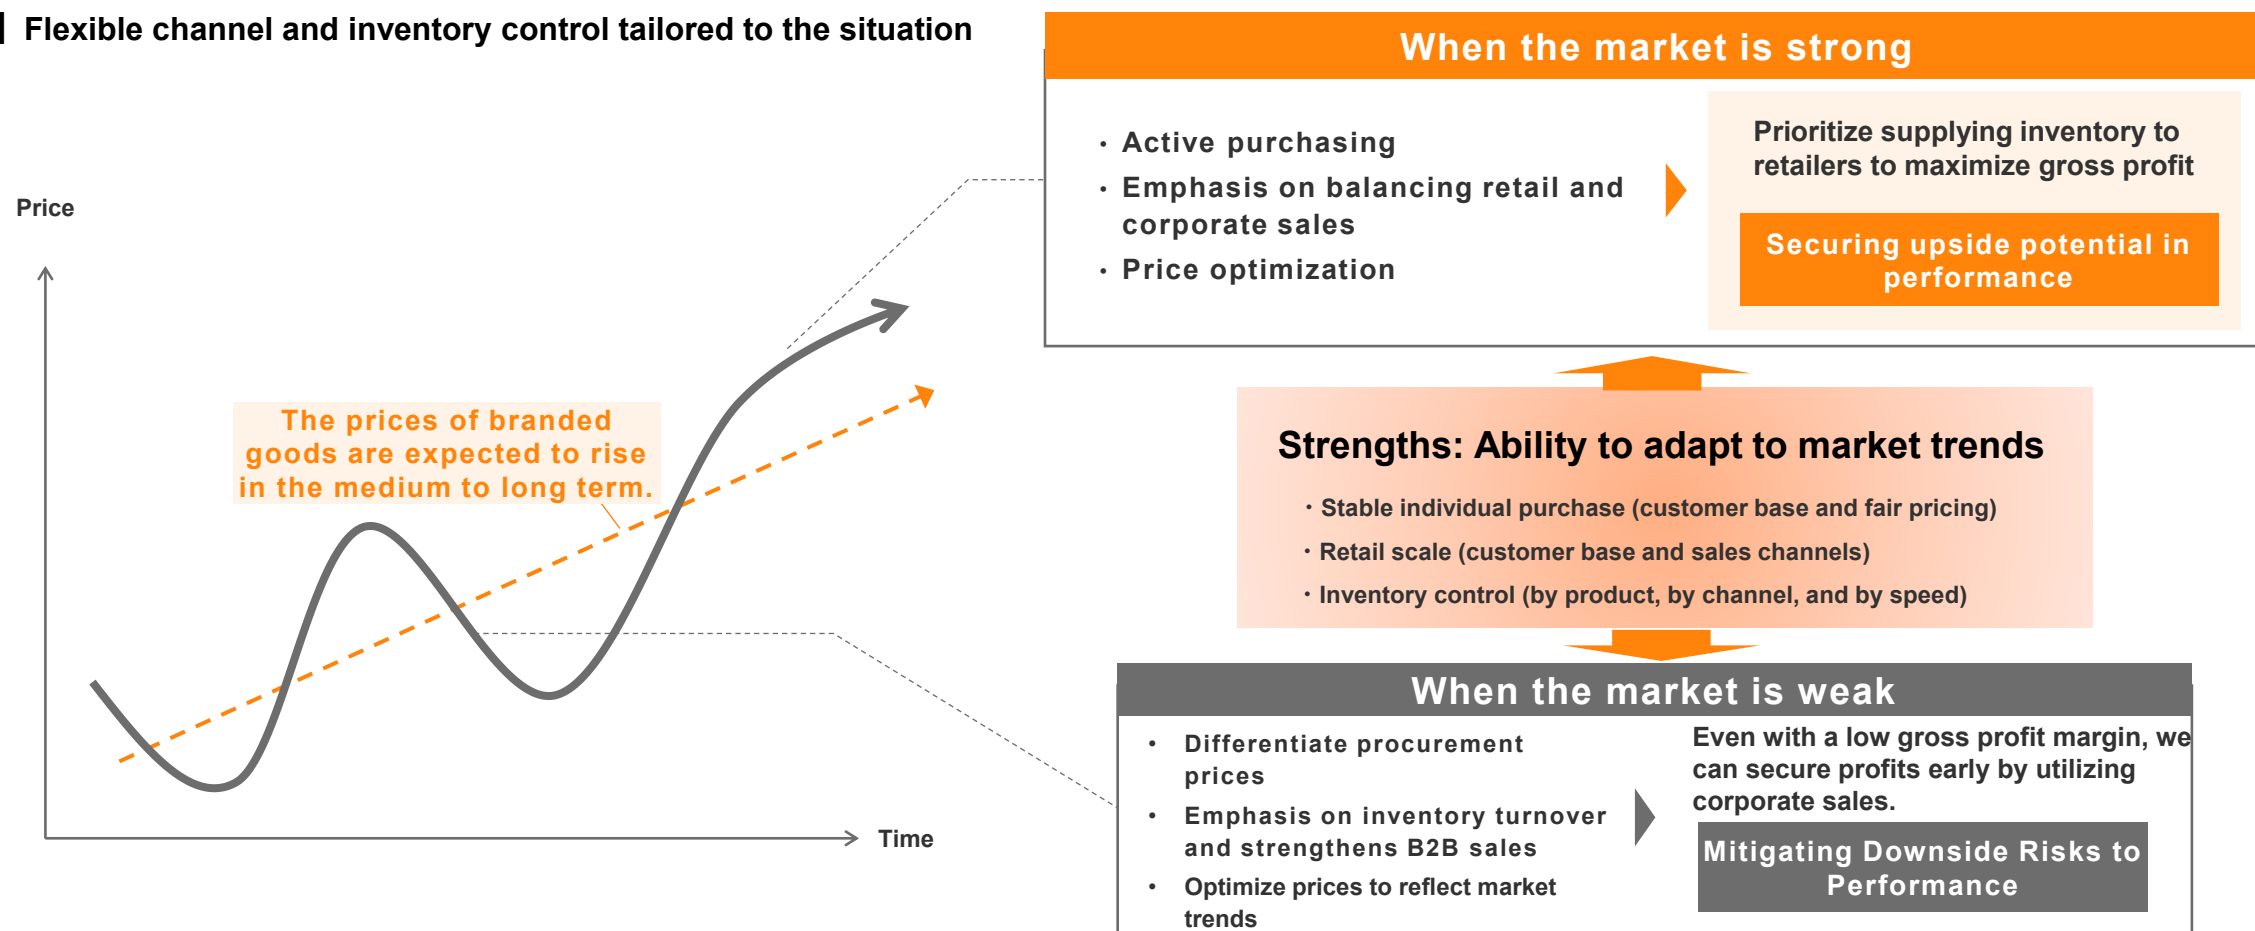 Flexible channel and inventory control tailored to the situation
Price
The prices of branded
goods are expected to rise
in the medium to long term.
Time
When the market is strong
・ Active purchasing
・ Emphasis on balancing retail and
corporate sales
・ Price optimization
Prioritize supplying inventory to
retailers to maximize gross profit
Securing upside potential in
performance
Strengths: Ability to adapt to market trends
・Stable individual purchase (customer base and fair pricing)
・Retail scale (customer base and sales channels)
・Inventory control (by product, by channel, and by speed)
When the market is weak
• Differentiate procurement
prices
• Emphasis on inventory turnover
and strengthens B2B sales
• Optimize prices to reflect market
trends
Even with a low gross profit margin, we
can secure profits early by utilizing
corporate sales.
Mitigating Downside Risks to
Performance